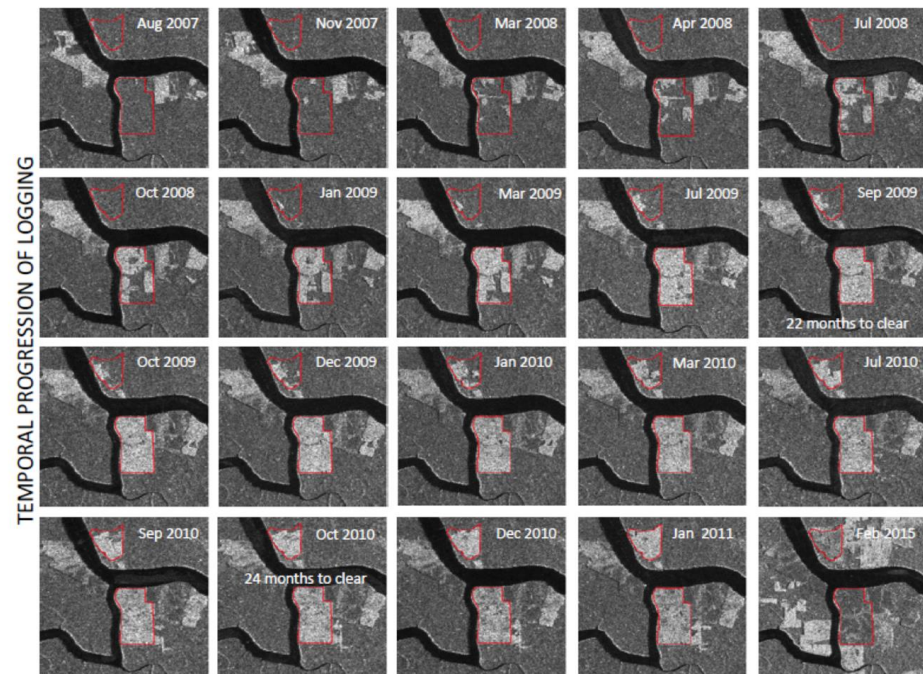 TEMPORAL PROGRESSION OF LOGGING
Aug 2007
Nov 2007
Mar 2008
Apr 2008
Jul 2008
Oct 2008
Jan 2009
Mar 2009
Jul 2009
Sep 2009
22 months to clear
Oct 2009
Dec 2009
Jan 2010
Mar 2010
Jul 2010
Sep 2010
Oct 2010
24 months to clear
Dec 2010
Jan 2011
Feb 2015